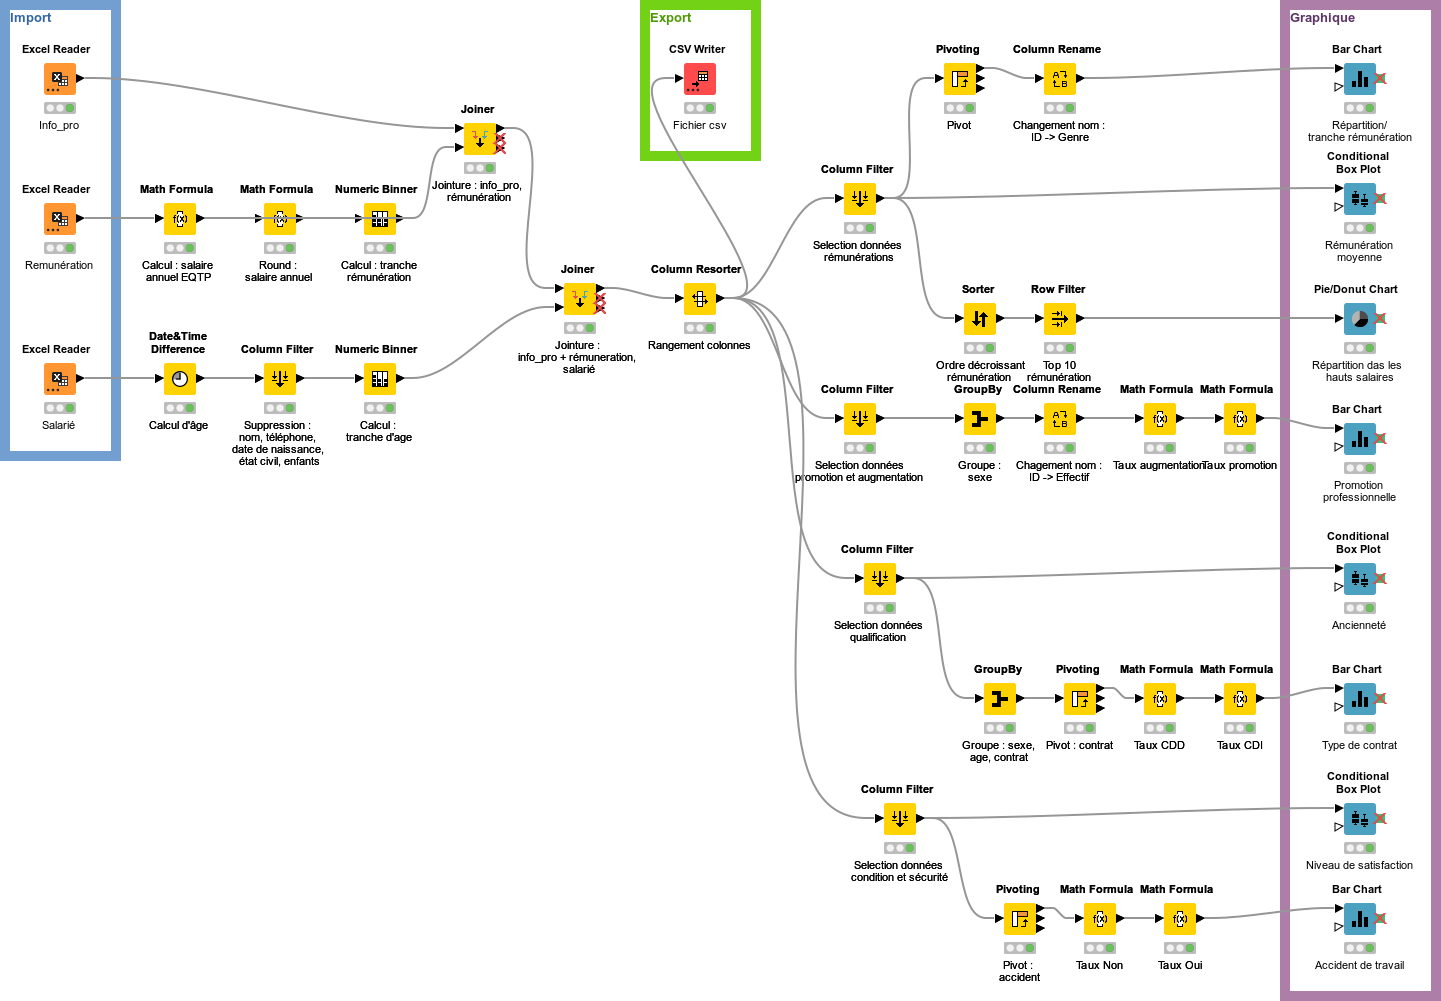 Import
Excel Reader
Info_pro
Excel Reader
Remunération
Excel Reader
Salarié
Math Formula
f(x)
Calcul : salaire
annuel EQTP
Math Formula
f(x)
Round :
salaire annuel
Numeric Binner
Calcul : tranche
rémunération
Date&Time
Difference
Calcul d'âge
Column Filter
Suppression :
nom, téléphone,
date de naissance,
état civil, enfants
Numeric Binner
Calcul :
tranche d'age
Joiner
Jointure : info_pro,
rémunération
Joiner
Jointure :
info_pro + rémuneration,
salarié
Column Resorter
Rangement colonnes
Export
CSV Writer
Fichier csv
Column Filter
Selection données
rémunérations
Pivoting
Pivot
Column Rename
Changement nom :
ID -> Genre
Sorter
Ordre décroissant
rémunération
Row Filter
Top 10
rémunération
Column Filter
Selection données
promotion et augmentation
GroupBy
Groupe :
sexe
Column Rename
Chagement nom :
ID -> Effectif
Math Formula
f(x)
Taux augmentation
Math Formula
f(x)
Taux promotion
Column Filter
Selection données
qualification
GroupBy
Groupe : sexe,
age, contrat
Pivoting
Pivot : contrat
Math Formula
f(x)
Taux CDD
Math Formula
f(x)
Taux CDI
Column Filter
Selection données
condition et sécurité
Pivoting
Pivot :
accident
Math Formula
f(x)
Taux Non
Math Formula
f(x)
Taux Oui
Graphique
Bar Chart
Répartition/
tranche rémunération
Conditional
Box Plot
Rémunération
moyenne
Pie/Donut Chart
Répartition das les
hauts salaires
Bar Chart
Promotion
professionnelle
Conditional
Box Plot
Ancienneté
Bar Chart
Type de contrat
Conditional
Box Plot
Niveau de satisfaction
Bar Chart
Accident de travail